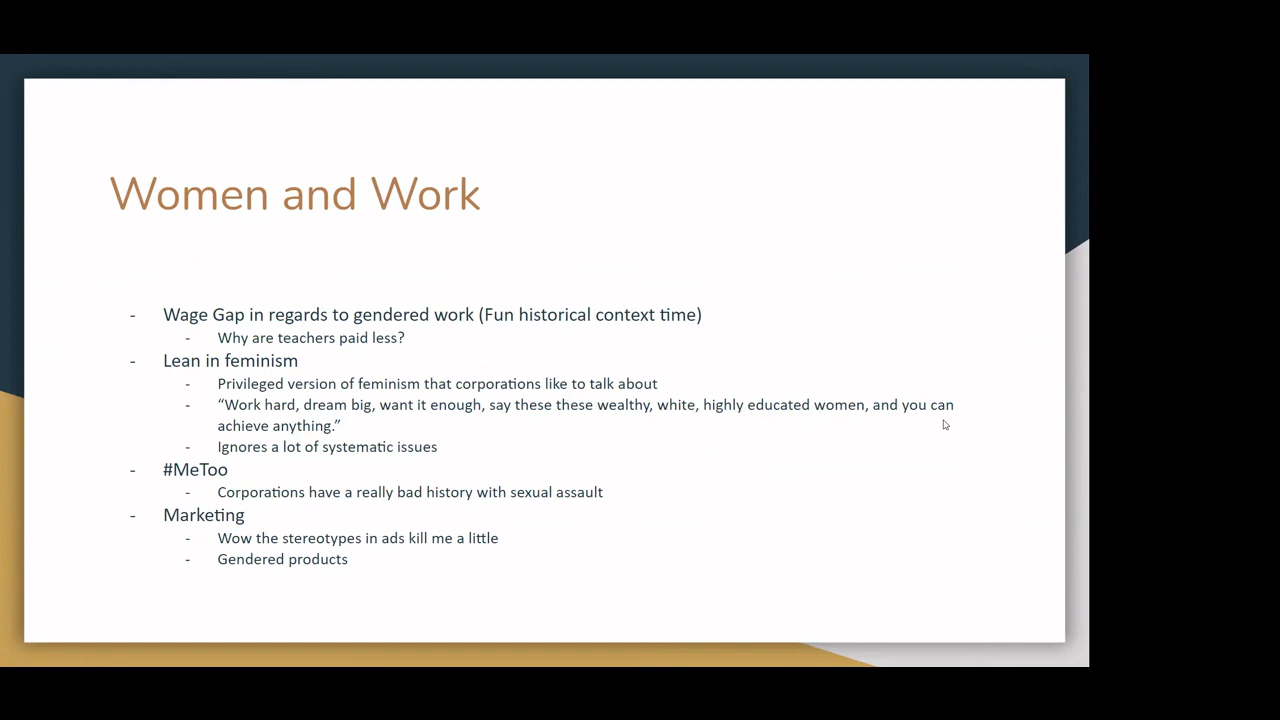 Women and Work
- Wage Gap in regards to gendered work (Fun historical context time)
- Why are teachers paid less?
- Lean in feminism
- Privileged version of feminism that corporations like to talk about
- “Work hard, dream big, want it enough, say these these wealthy, white, highly educated women, and you can
achieve anything.”
- Ignores a lot of systematic issues
- #MeToo
- Corporations have a really bad history with sexual assault
- Marketing
- Wow the stereotypes in ads kill me a little
- Gendered products